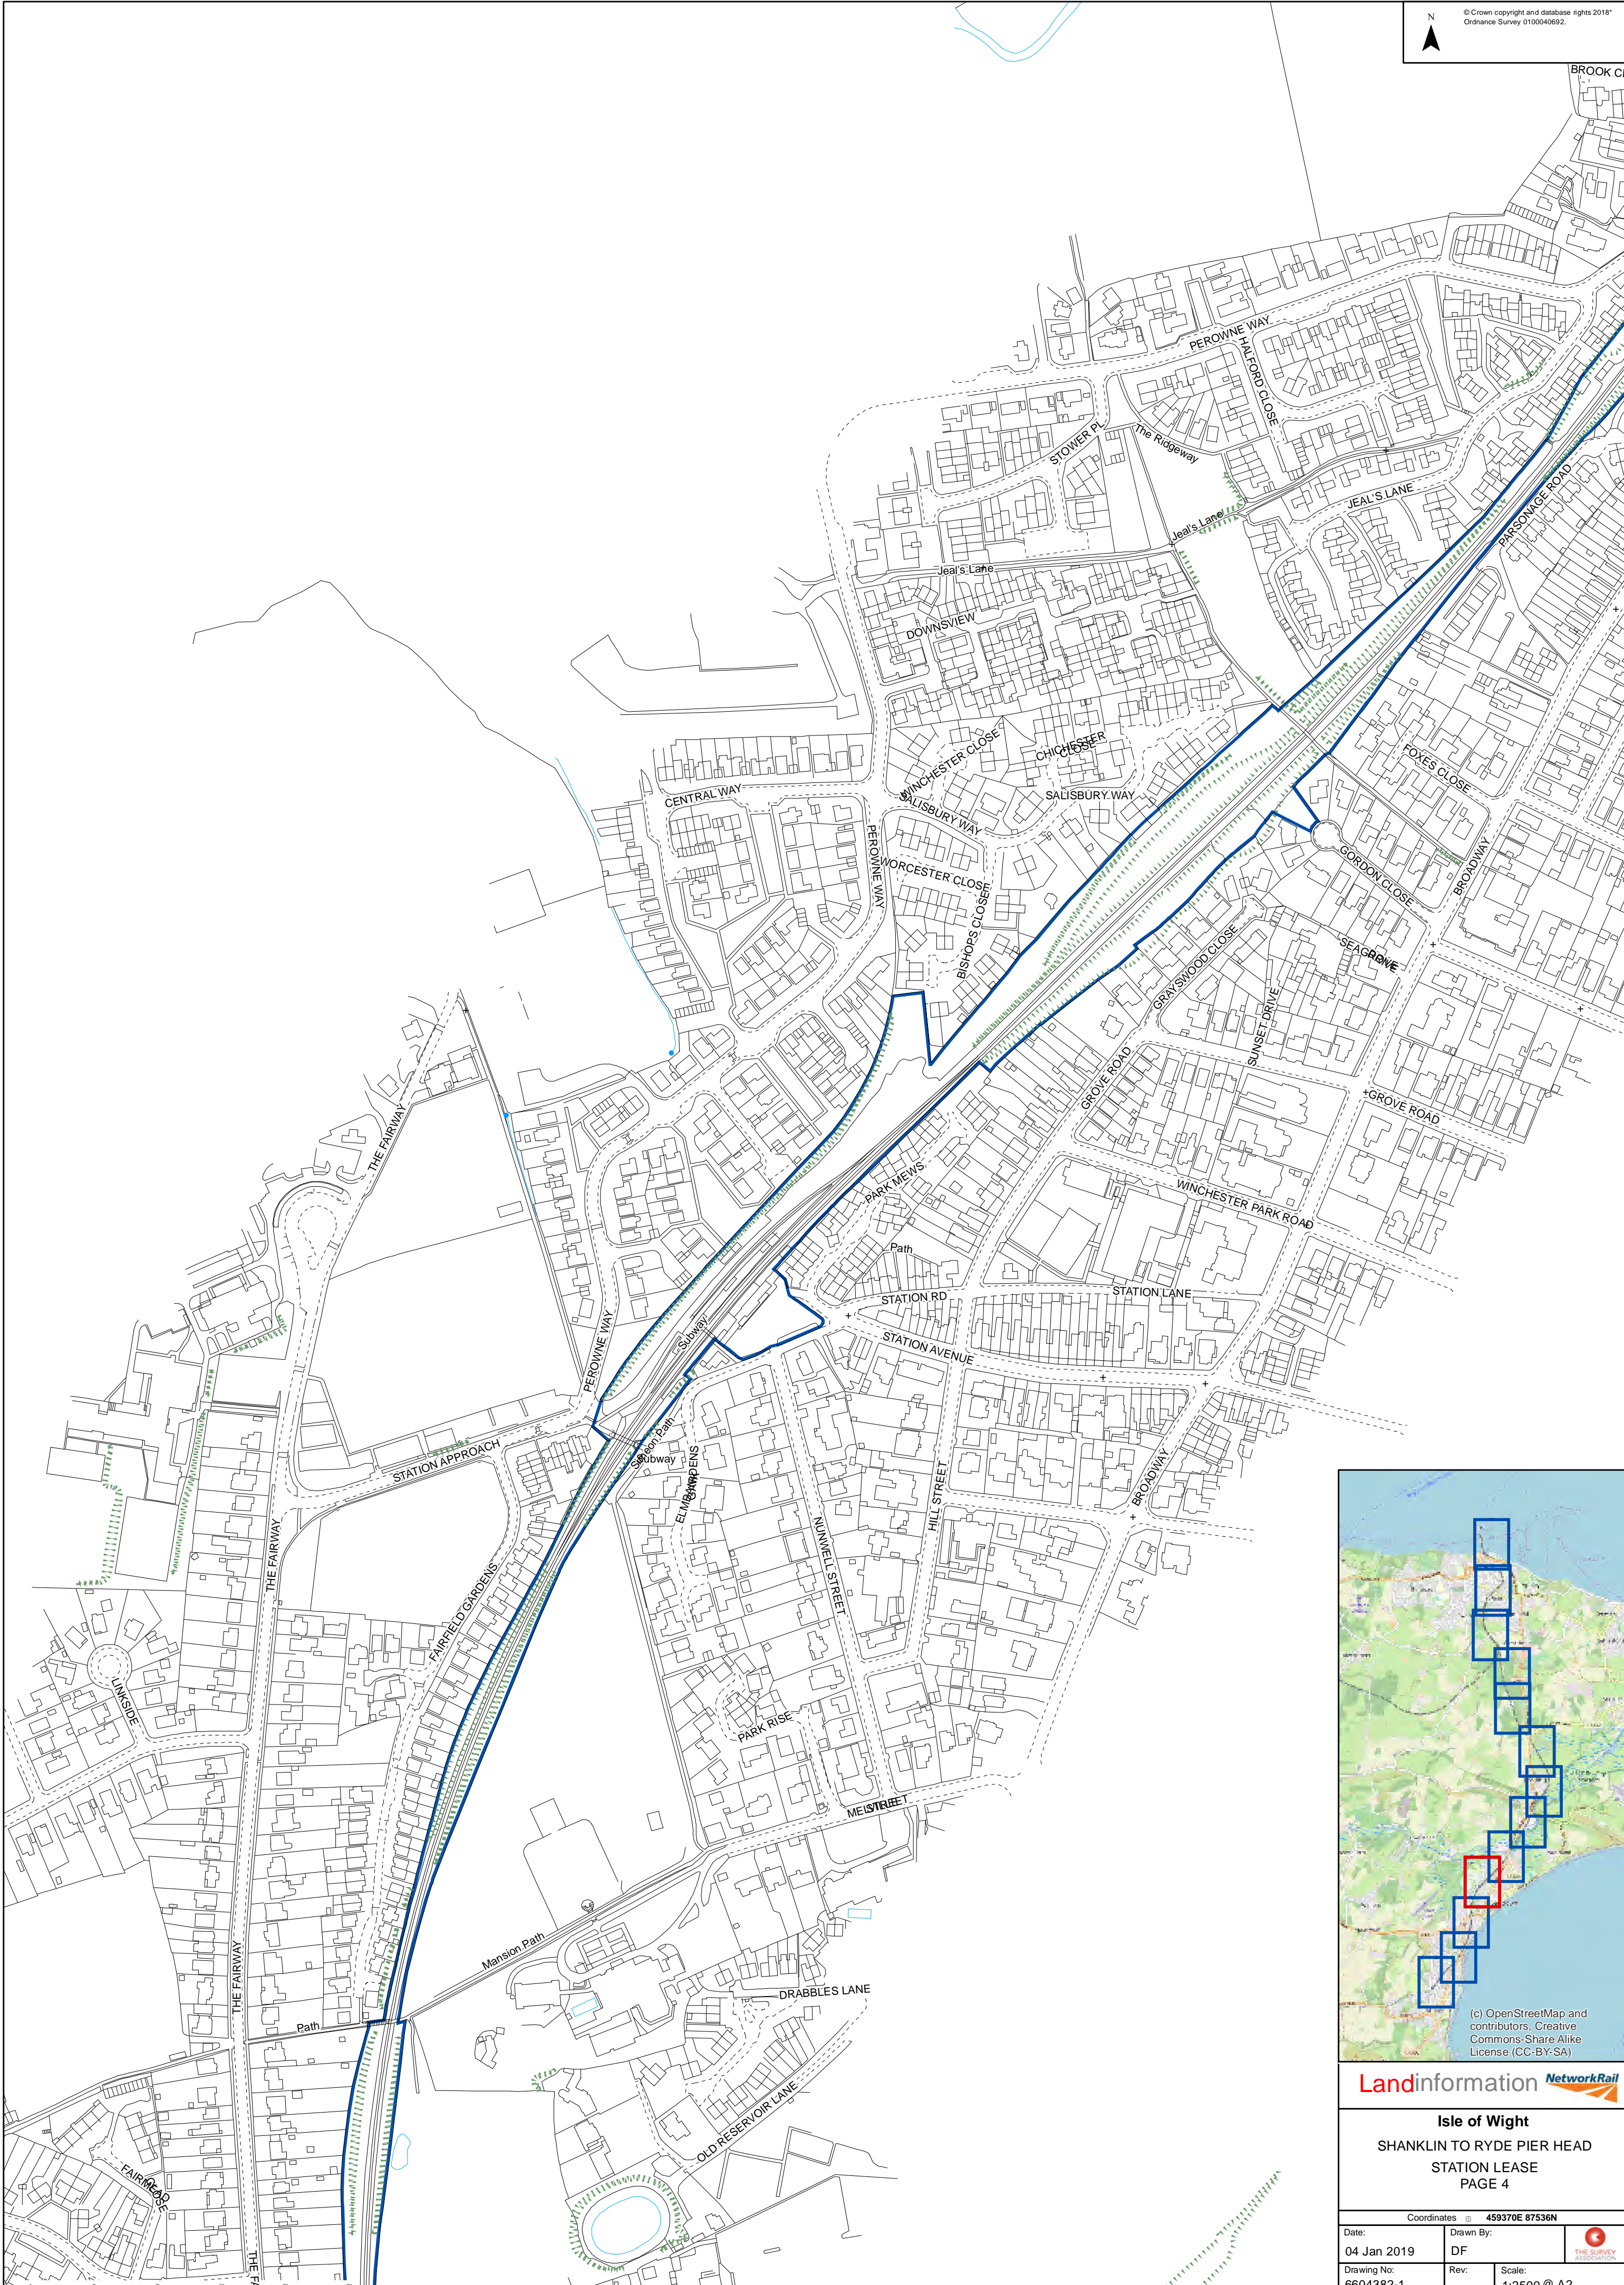 N
© Crown copyright and database rights 2018"
Ordnance Survey 0100040692.
PEROWNE WAY
HALFORD CLOSE
STOWER PL
The Ridgeway
JEAL'S LANE
PARSONAGE ROAD
Jeal's Lane
Jeal's Lane
DOWNSVIEW
WINCHESTER CLOSE
CHICHESTER
CLOSE
FOXES CLOSE
CENTRAL WAY
SALISBURY WAY
SALISBURY WAY
PEROWNE WAY
WORCESTER CLOSE
BISHOPS CLOSE
GORDON CLOSE
BROADWAY
SEAGROVE
DRIVE
GRAYSWOOD CLOSE
SUNSET DRIVE
GROVE ROAD
GROVE ROAD
THE FAIRWAY
PARK MEWS
WINCHESTER PARK ROAD
Path
STATION LANE
STATION RD
Subway
STATION AVENUE
PEROWNE WAY
STATION APPROACH
Subway
ELMBANK
GARDENS
HILL STREET
BROADWAY
NUNWELL STREET
THE FAIRWAY
FAIRFIELD GARDENS
LINKSIDE
PARK RISE
MELVILLE
STREET
Mansion Path
THE FAIRWAY
DRABBLES LANE
Path
OLD RESERVOIR LANE
FAIRMEAD
CLOSE
(c) OpenStreetMap and
contributors, Creative
Commons-Share Alike
License (CC-BY-SA)
Landinformation NetworkRail
Isle of Wight
SHANKLIN TO RYDE PIER HEAD
STATION LEASE
PAGE 4
Coordinates 459370E 87536N
Date:
04 Jan 2019
Drawn By:
DF
THE SURVEY
ASSOCIATION
Drawing No:
6604382-1
Rev:
Scale:
1:2500 @ A2